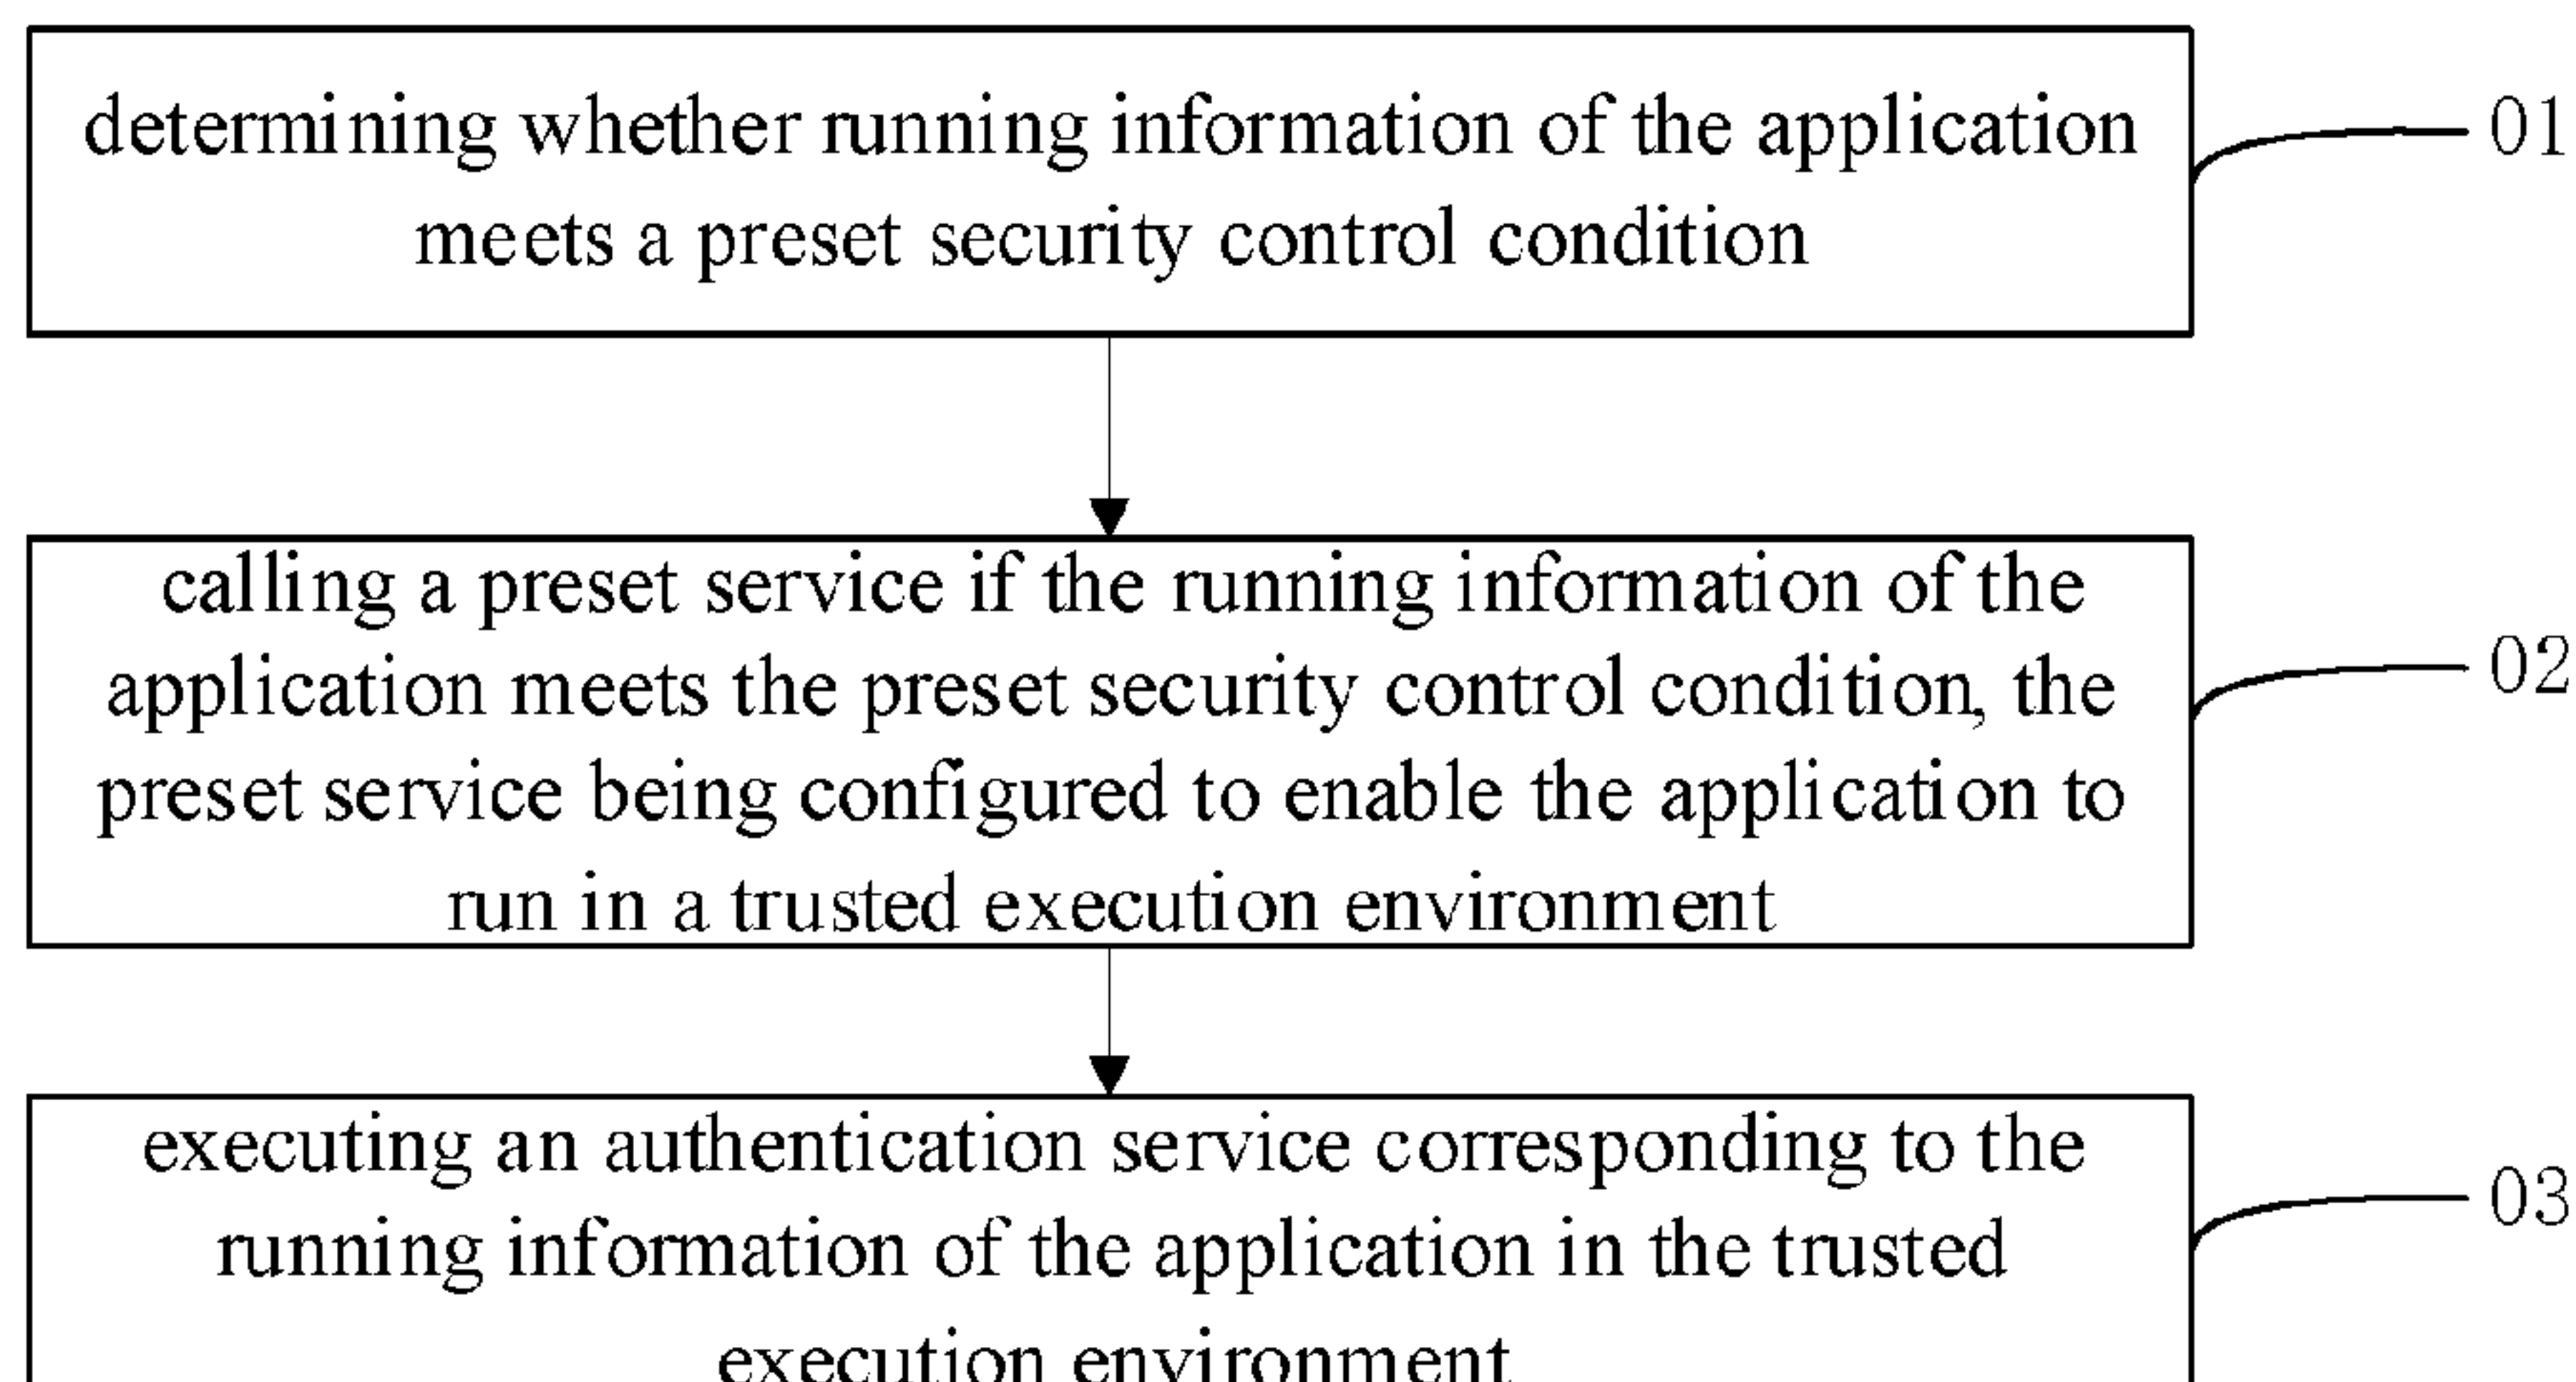 determining whether running information of the application
meets a preset security control condition
01
calling a preset service if the running information of the
application meets the preset security control condition, the
preset service being configured to enable the application to
run in a trusted execution environment
02
executing an authentication service corresponding to the
running information of the application in the trusted
execution environment
03